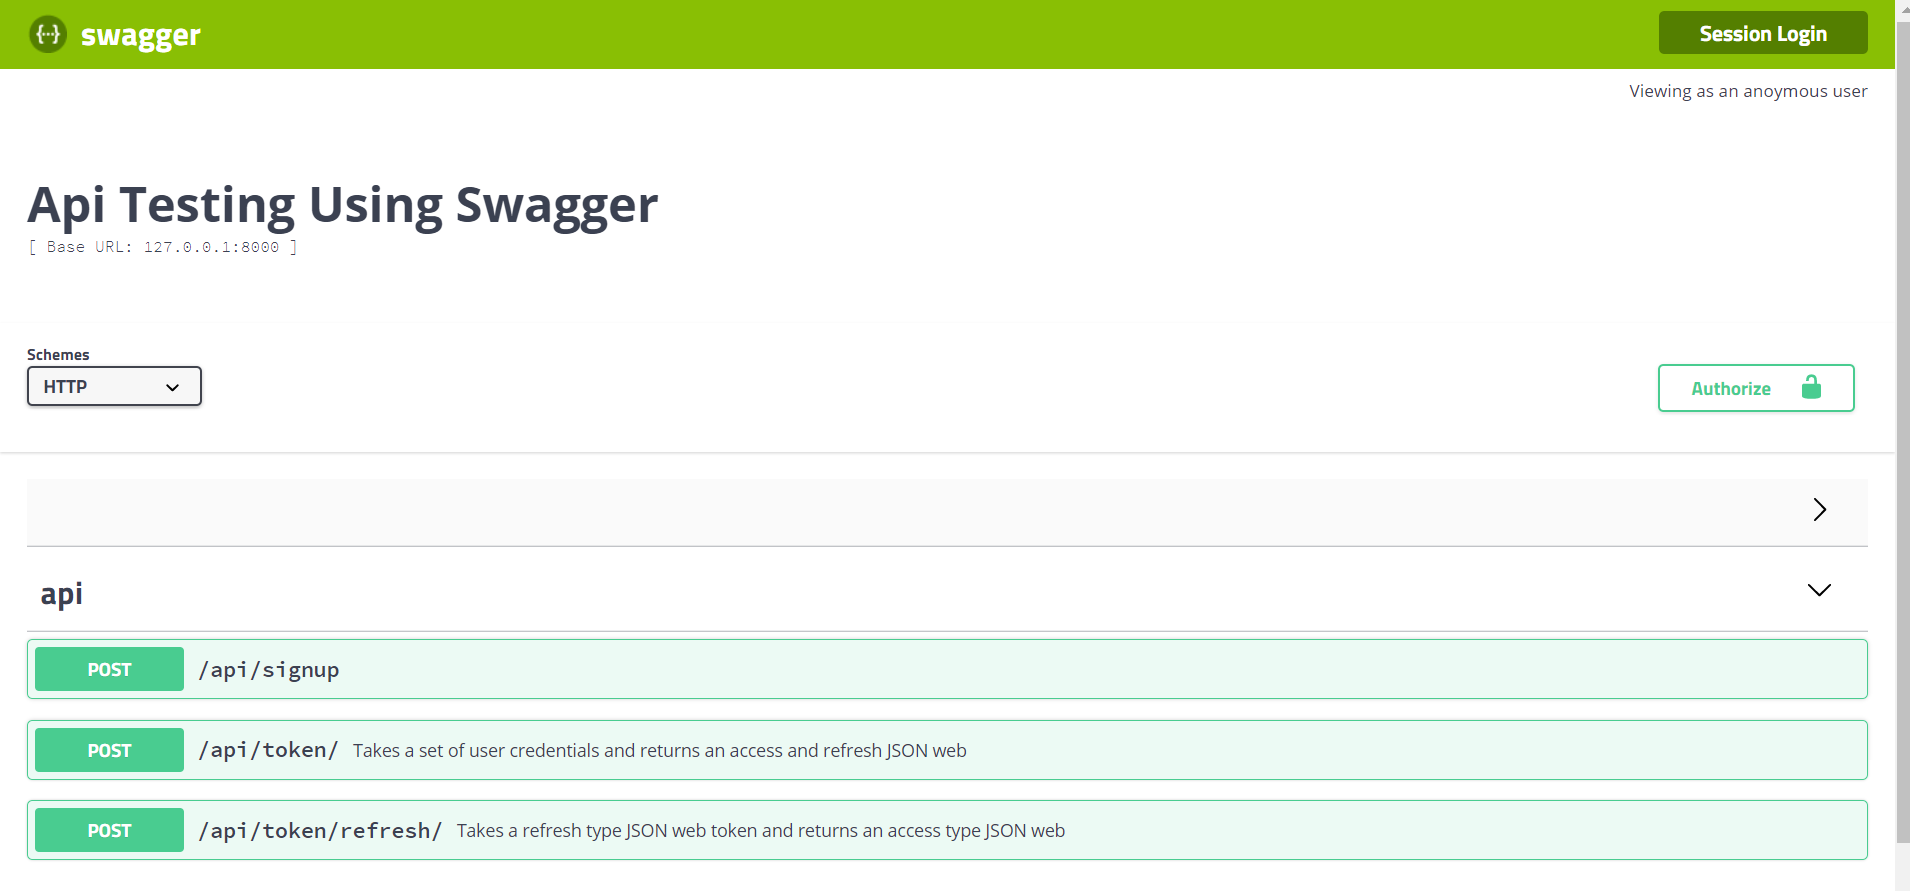 swagger
Session Login
Viewing as an anoymous user
Api Testing Using Swagger
[ Base URL: 127.0.0.1:8000 ]
Schemes
HTTP
Authorize
api
POST /api/signup
POST /api/token/ Takes a set of user credentials and returns an access and refresh JSON web
POST /api/token/refresh/ Takes a refresh type JSON web token and returns an access type JSON web